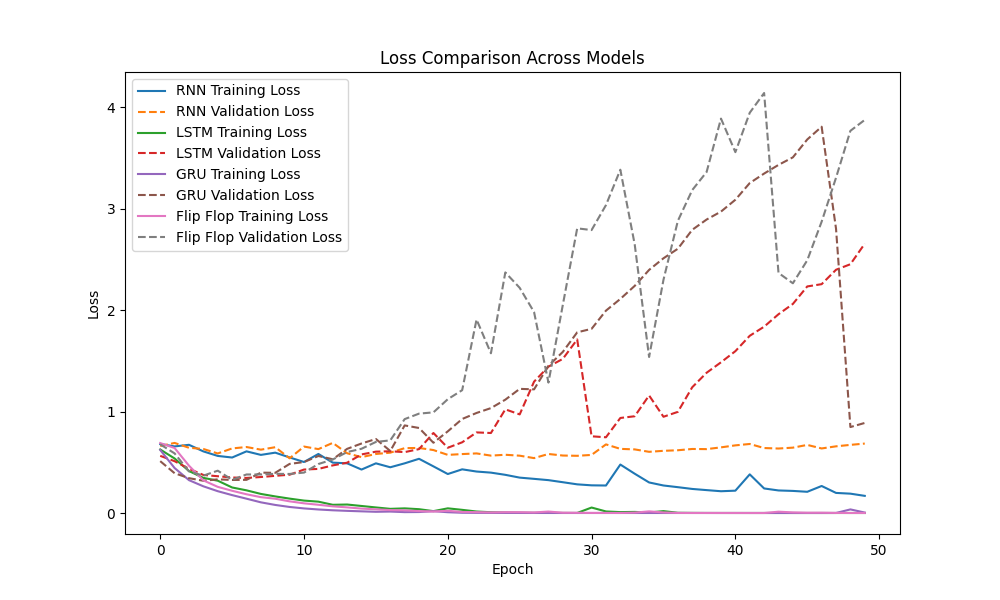 Loss Comparison Across Models
RNN Training Loss
RNN Validation Loss
LSTM Training Loss
LSTM Validation Loss
GRU Training Loss
GRU Validation Loss
Flip Flop Training Loss
Flip Flop Validation Loss
Loss
4
3
2
1
0
0 10 20 30 40 50
Epoch